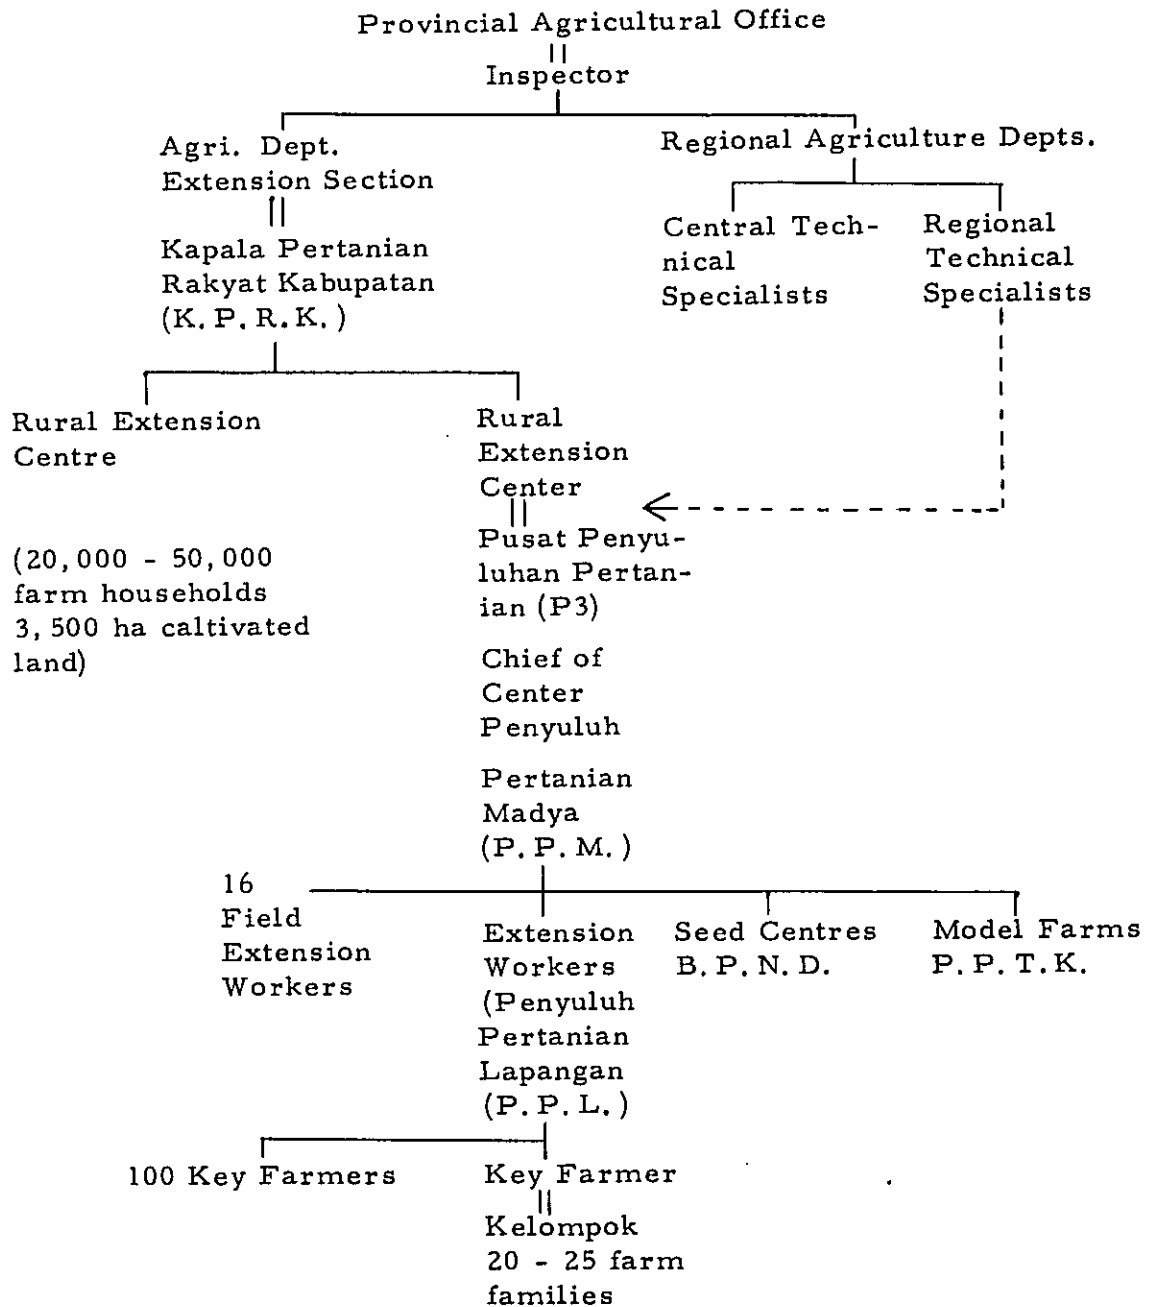 Provincial Agricultural Office
Inspector
Agri. Dept.
Extension Section
Regional Agriculture Depts.
Kapala Pertanian
Rakyat Kabupatan
(K. P. R. K. )
Central Tech-
nical
Specialists
Regional
Technical
Specialists
Rural Extension
Centre
(20,000 - 50,000
farm households
3,500 ha caltivated
land)
Rural
Extension
Center
Pusat Penyu-
luhan Pertan-
ian (P3)
Chief of
Center
Penyuluh
Pertanian
Madya
(P. P. M. )
16
Field
Extension
Workers
Extension
Workers
(Penyuluh
Pertanian
Lapangan
(P. P. L. )
Seed Centres
B. P. N. D.
Model Farms
P. P. T. K.
100 Key Farmers
Key Farmer
Kelompok
20 - 25 farm
families